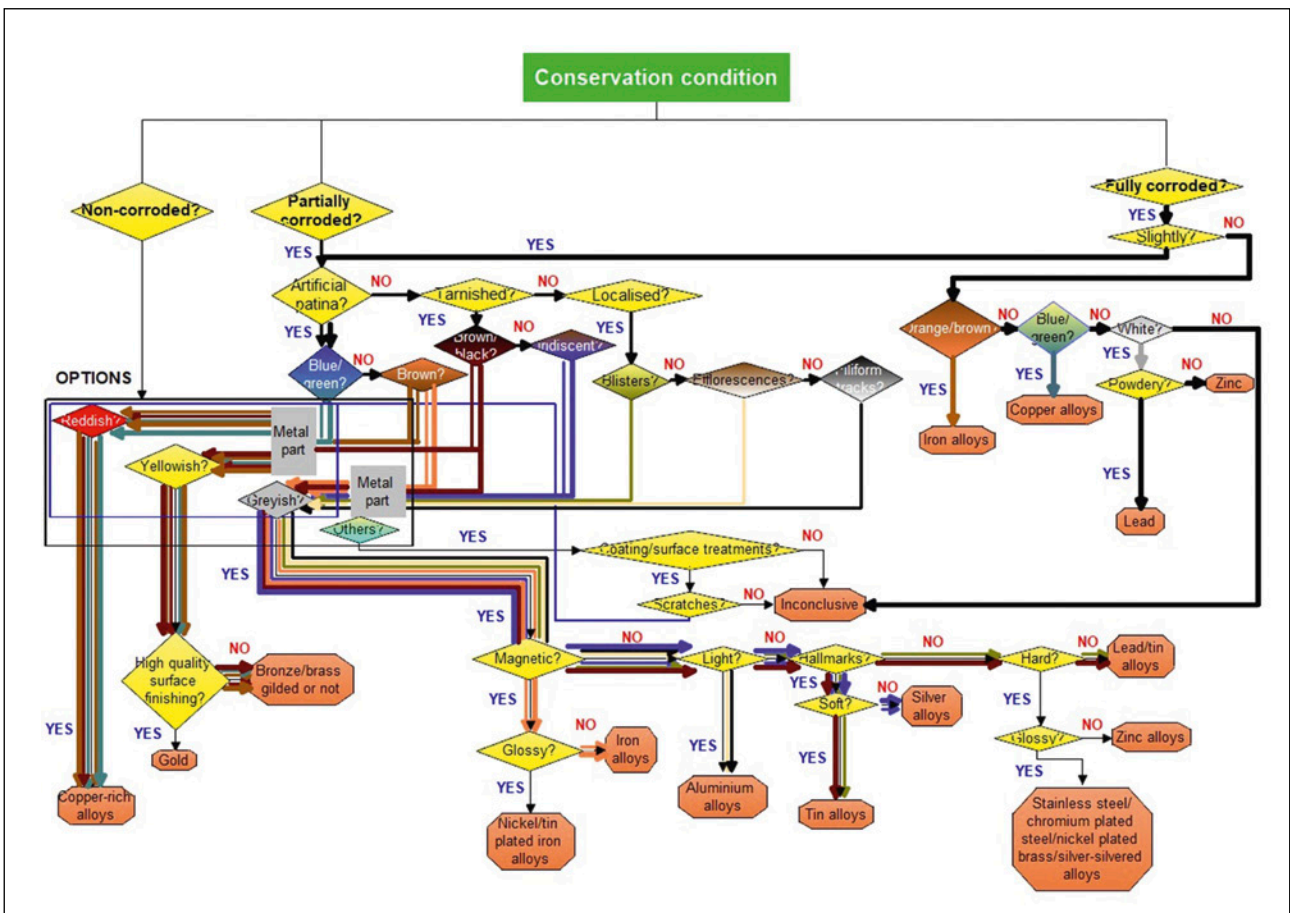 Conservation condition
Non-corroded?
Partially
corroded?
Fully corroded?
YES
YES
NO
YES
Slightly?
Artificial
patina?
NO
Tarnished?
NO
Localised?
YES
YES
YES
Orange/brown
NO
Blue/
green?
NO
White?
NO
Blue/
green?
NO
Brown?
Brown/
black?
NO
Iridiscent?
Blisters?
NO
Efflorescences?
NO
Filiform
tracks?
YES
YES
YES
Powdery?
NO
Zinc
OPTIONS
Iron alloys
Copper alloys
YES
Lead
Reddish?
Metal
part
Yellowish?
Greyish?
Metal
part
Others?
YES
Coating/surface treatments?
NO
YES
Scratches?
NO
Inconclusive
YES
YES
High quality
surface
finishing?
NO
Bronze/brass
gilded or not
YES
Gold
YES
Copper-rich
alloys
Magnetic?
NO
Light?
NO
Hallmarks?
NO
Hard?
NO
Lead/tin
alloys
YES
Glossy?
NO
Iron
alloys
YES
Nickel/tin
plated iron
alloys
YES
Aluminium
alloys
YES
Soft?
NO
Silver
alloys
YES
Tin alloys
YES
Glossy?
NO
Zinc alloys
YES
Stainless steel/
chromium plated
steel/nickel plated
brass/silver-silvered
alloys